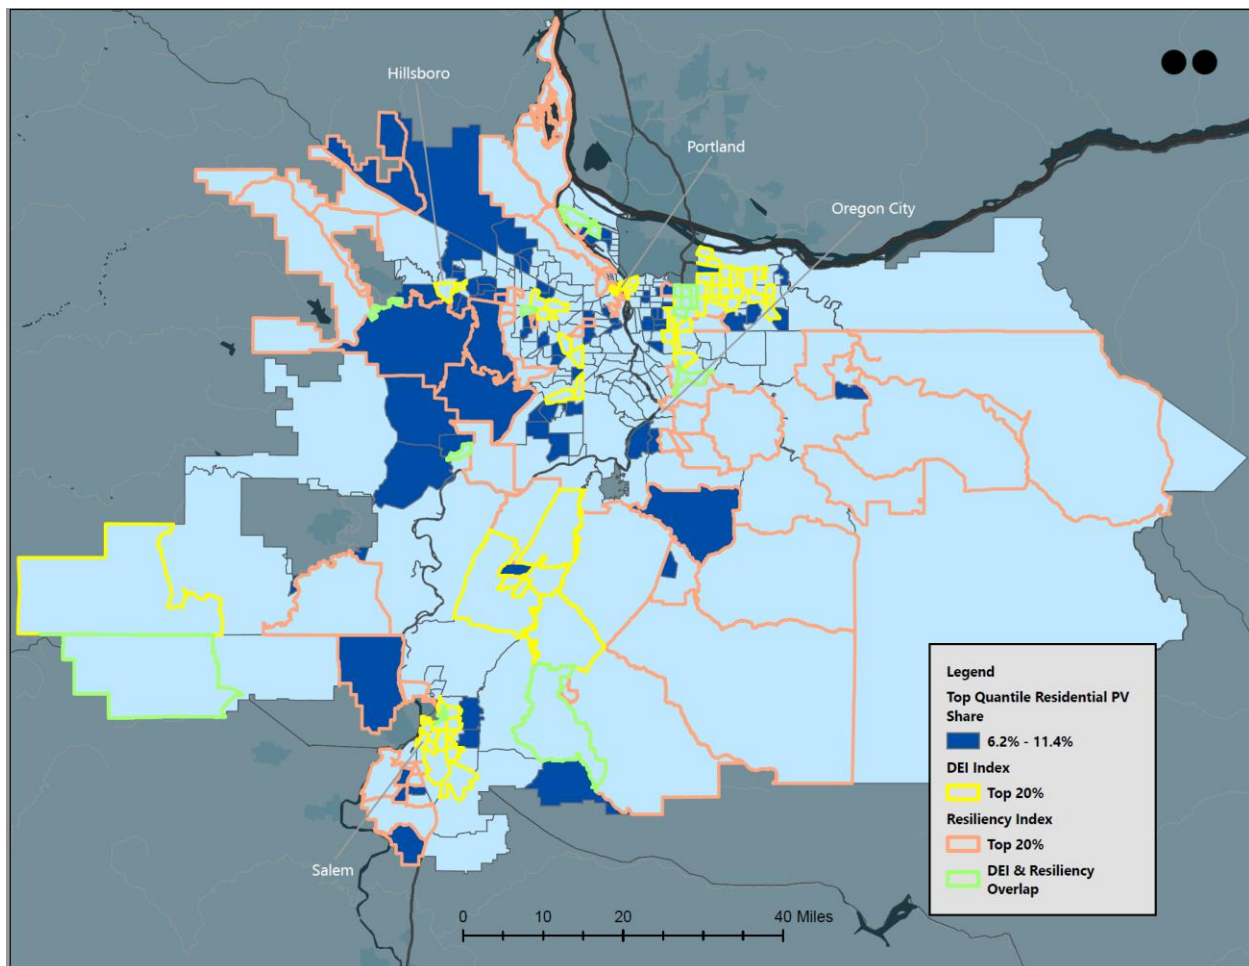 Hillsboro
Portland
Oregon City
Salem
Legend
Top Quantile Residential PV
Share
6.2% - 11.4%
DEI Index
Top 20%
Resiliency Index
Top 20%
DEI & Resiliency
Overlap
0 10 20 40 Miles